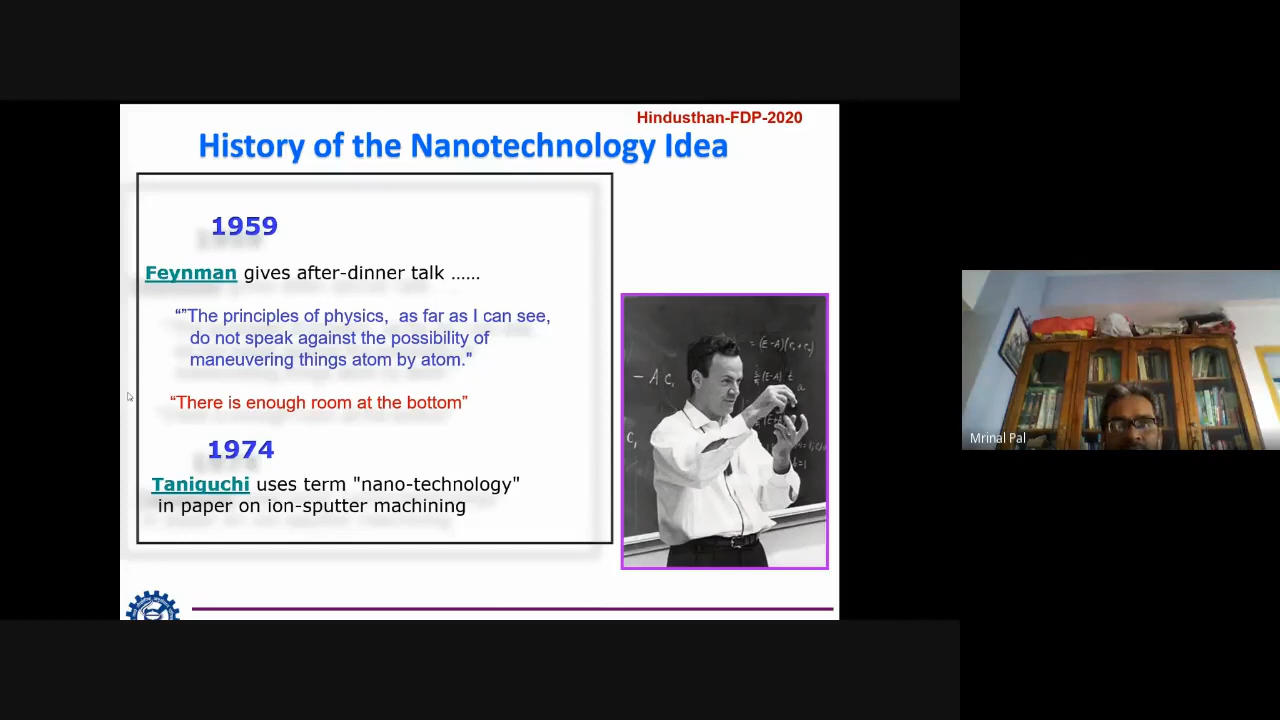 Hindusthan-FDP-2020
History of the Nanotechnology Idea
1959
Feynman gives after-dinner talk ……
“”The principles of physics, as far as I can see,
do not speak against the possibility of
maneuvering things atom by atom."
“There is enough room at the bottom”
1974
Taniguchi uses term "nano-technology"
in paper on ion-sputter machining
Mrinal Pal